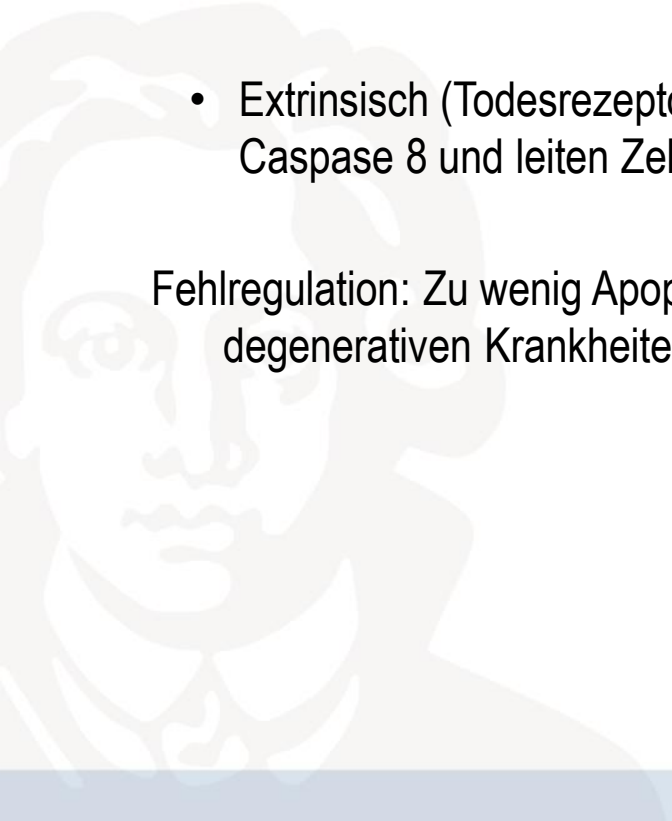 • Extrinsisch (Todesrezept
Caspase 8 und leiten Zel
Fehlregulation: Zu wenig Apop
degenerativen Krankheite